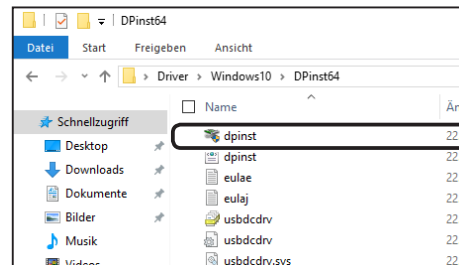 DPinst64
Datei Start Freigeben Ansicht
Driver > Windows10 > DPinst64
Name
Schnellzugriff
dpinst
22
Desktop
dpinst
22
Downloads
eulae
22
Dokumente
eulaj
22
Bilder
usbdcdrv
22
Musik
usbdcdrv
22
Videos
usbdcdrv.sys
22